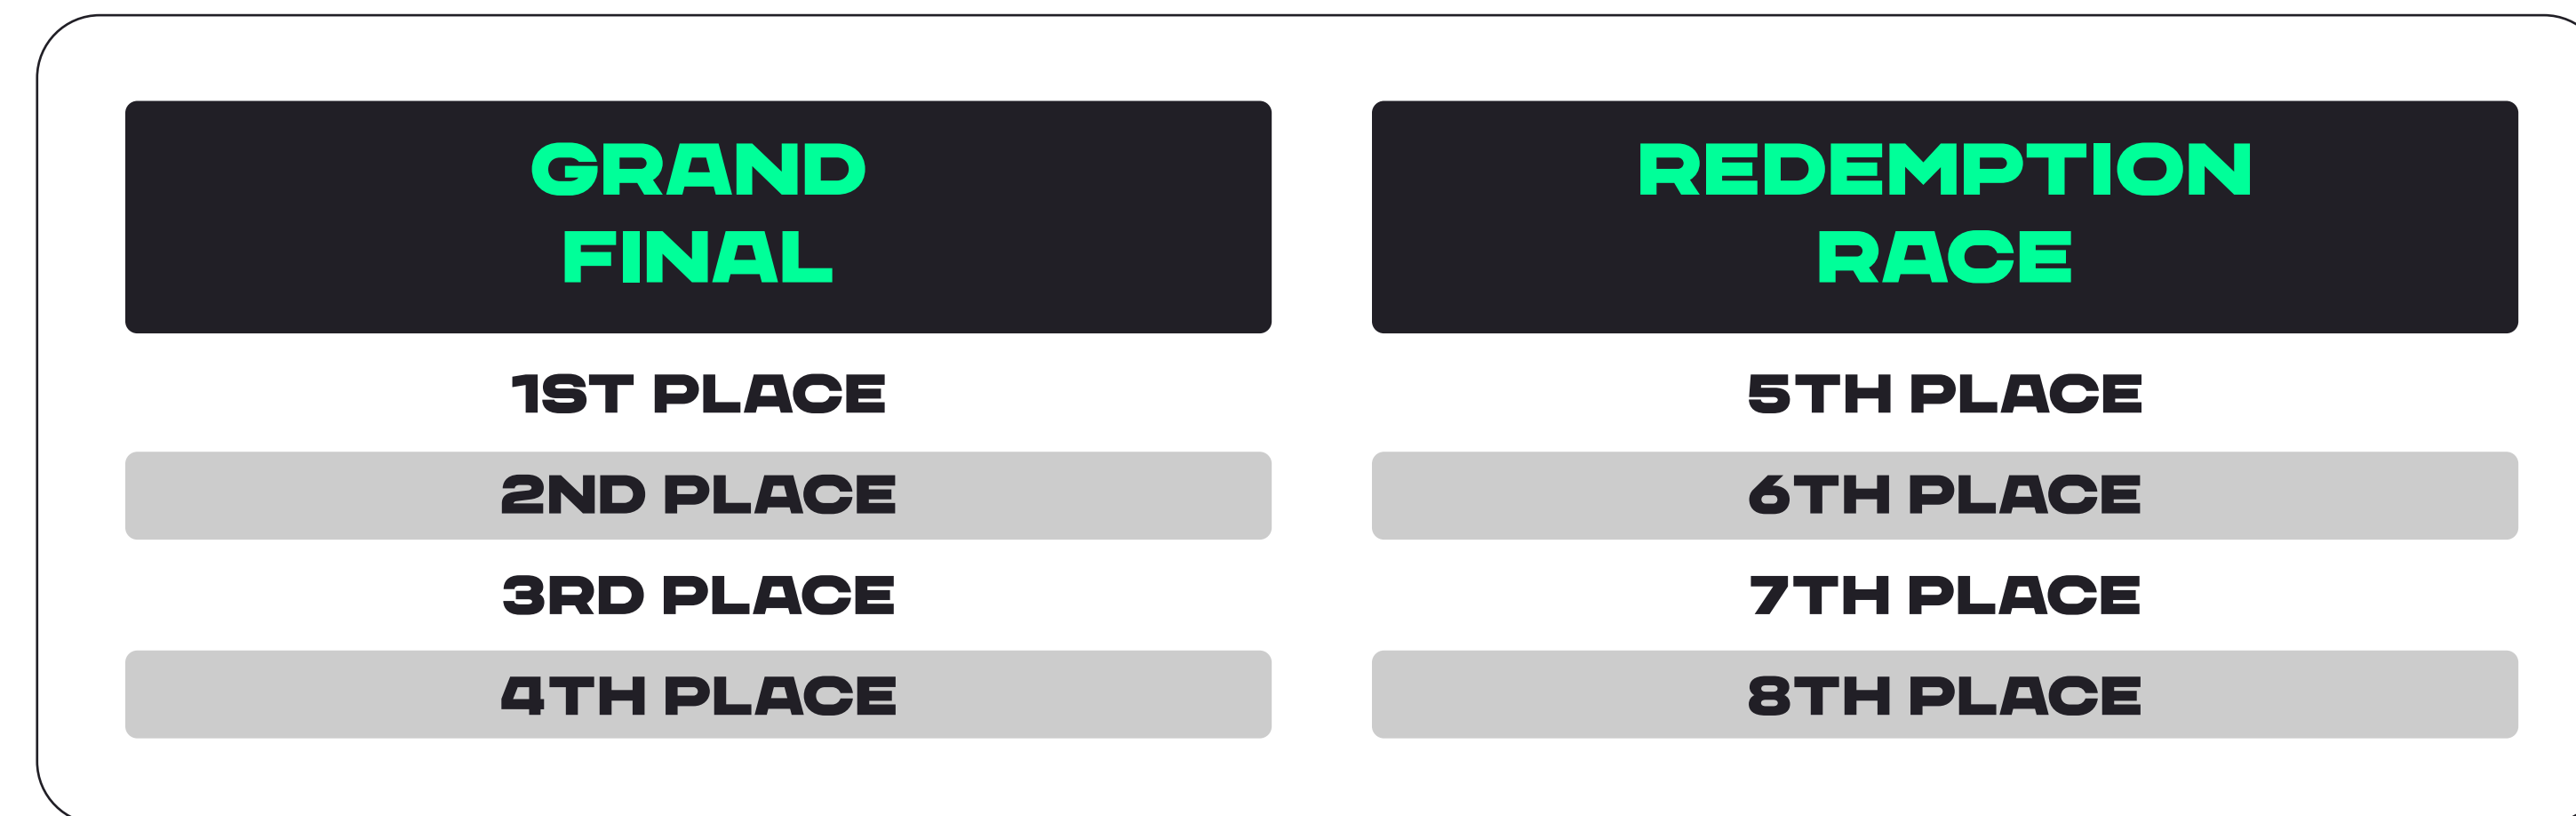 GRAND
FINAL
1ST PLACE
2ND PLACE
3RD PLACE
4TH PLACE
REDEMPTION
RACE
5TH PLACE
6TH PLACE
7TH PLACE
8TH PLACE